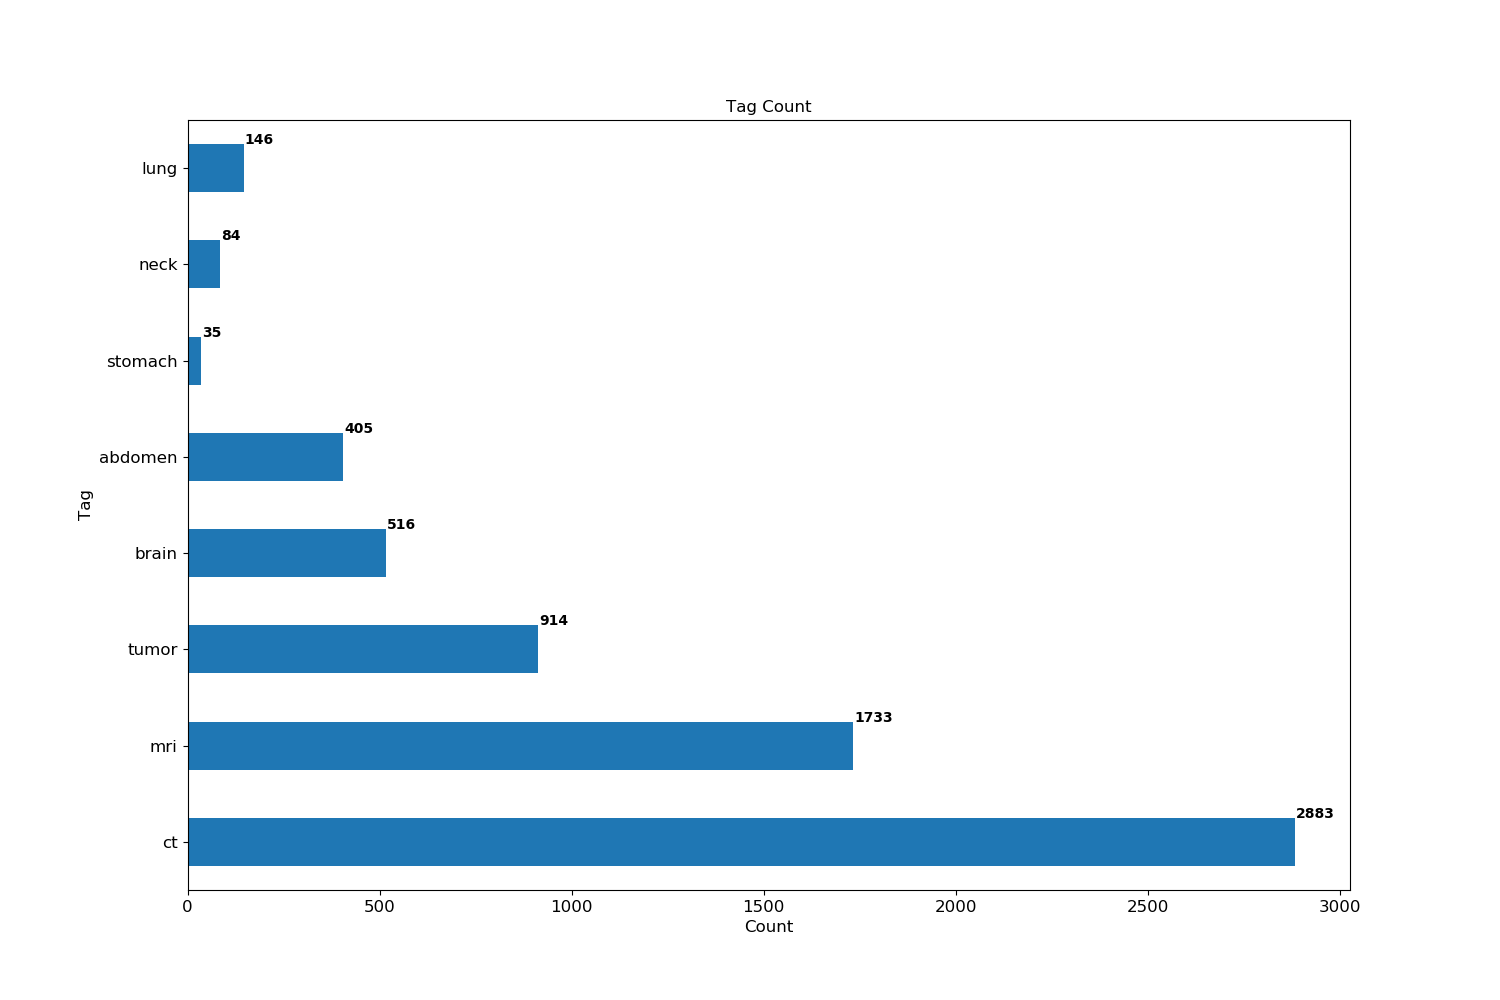 Tag Count
lung 146
neck 84
stomach 35
abdomen 405
Tag
brain 516
tumor 914
mri 1733
ct 2883
0 500 1000 1500 2000 2500 3000
Count